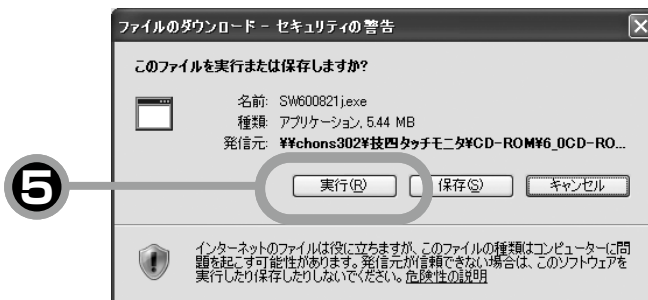 ファイルのダウンロード - セキュリティの警告
このファイルを実行または保存しますか?
名前: SW600821j.exe
種類: アプリケーション, 5.44 MB
発信元: ¥¥chons302¥技四タッチモニタ¥CD-ROM¥6_0CD-RO...
5
実行(R) 保存(S) キャンセル
インターネットのファイルは役に立ちますが、このファイルの種類はコンピューターに問
題を起こす可能性があります。発信元が信頼できない場合は、このソフトウェアを
実行したり保存したりしないでください。危険性の説明